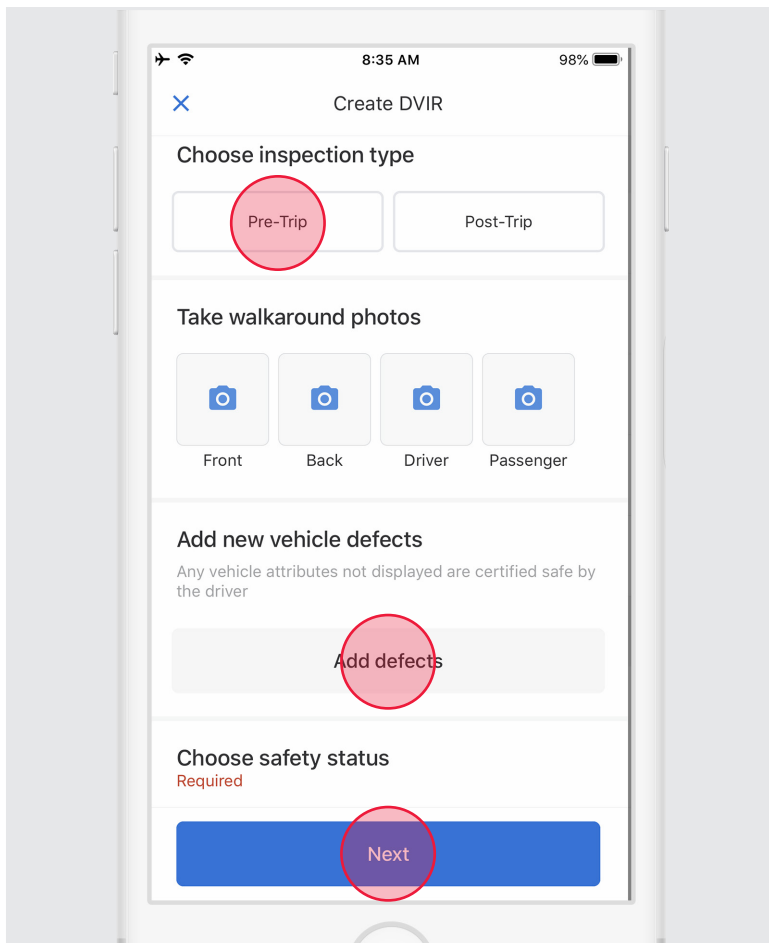 8:35 AM
98%
Create DVIR
Choose inspection type
Pre-Trip
Post-Trip
Take walkaround photos
Front
Back
Driver
Passenger
Add new vehicle defects
Any vehicle attributes not displayed are certified safe by
the driver
Add defects
Choose safety status
Required
Next